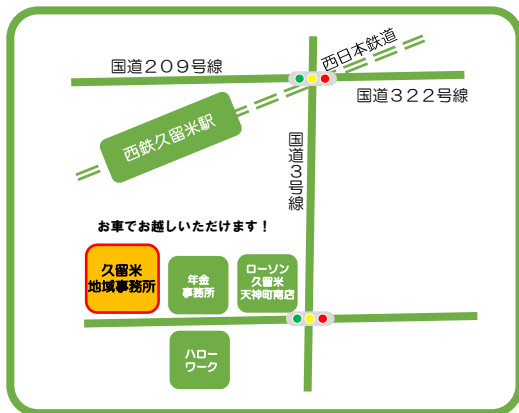 西日本鉄道
国道２０９号線
国道３２２号線
西鉄久留米駅
国道３号線
お車でお越しいただけます！
久留米
地域事務所
年金
事務所
ローソン
久留米
天神町南店
ハロー
ワーク